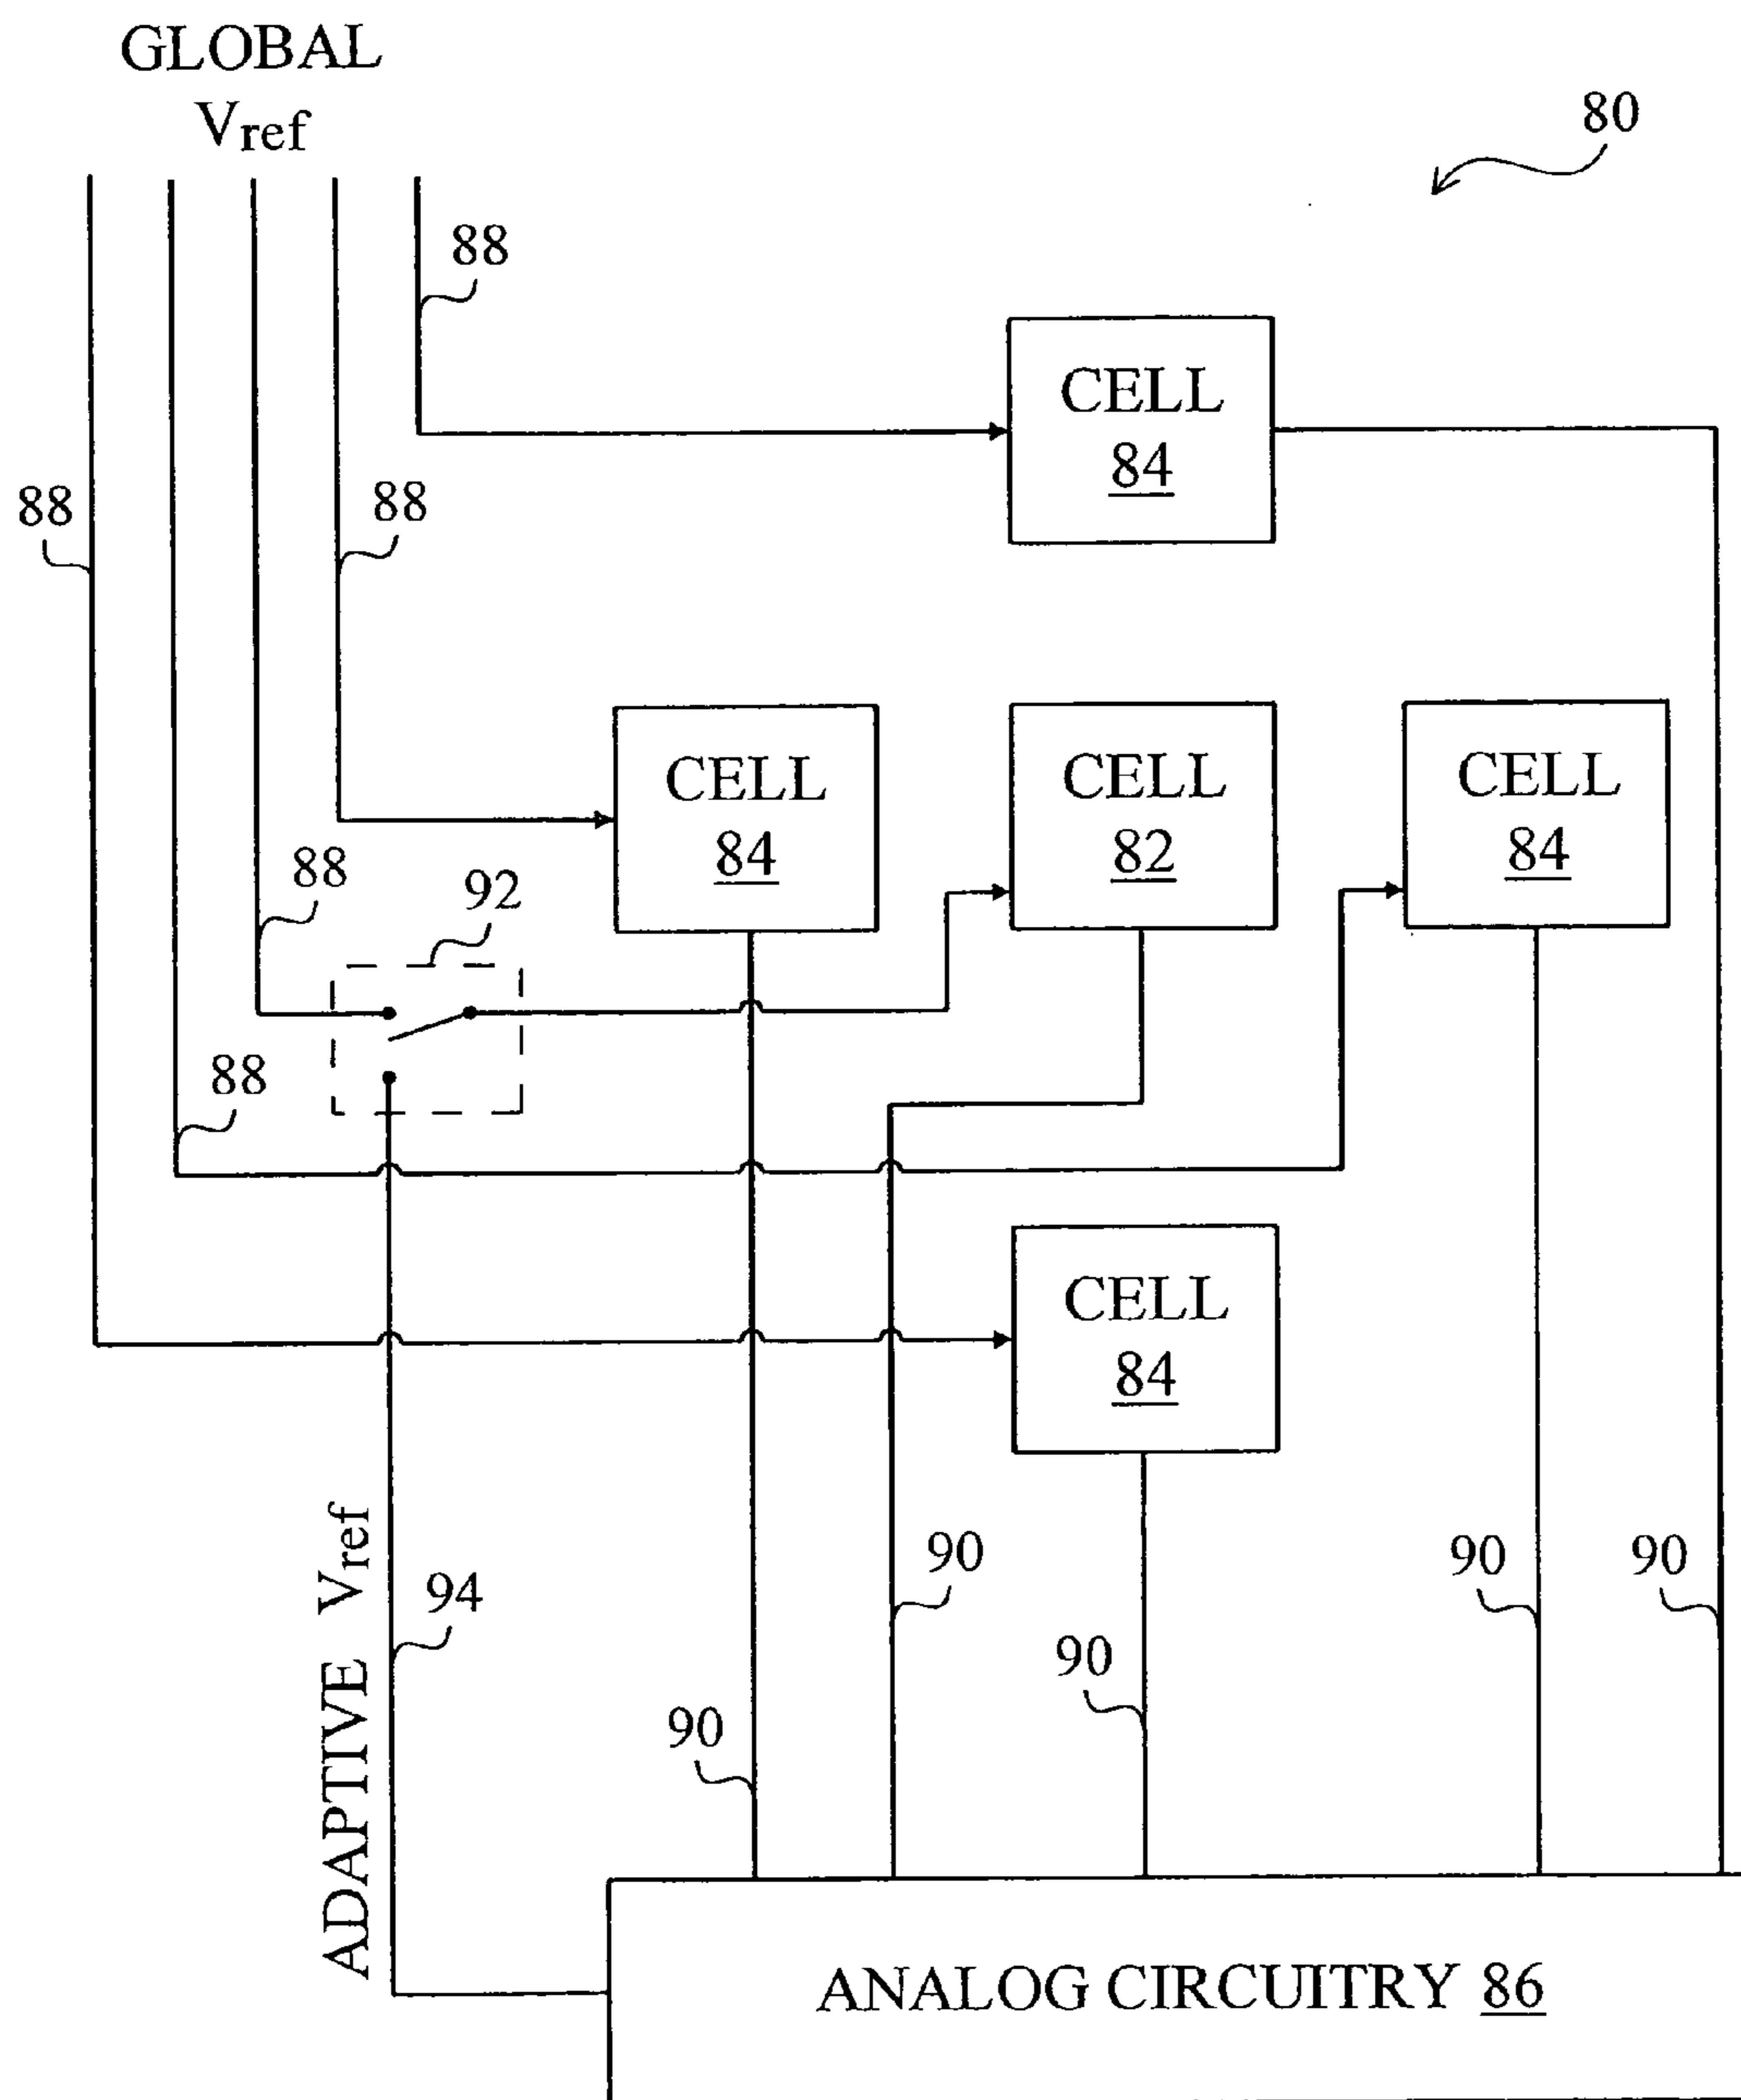 GLOBAL
Vref
80
88
CELL
84
88
88
CELL
84
CELL
82
CELL
84
88
92
88
CELL
84
ADAPTIVE Vref
94
90
90
90
90
90
ANALOG CIRCUITRY 86